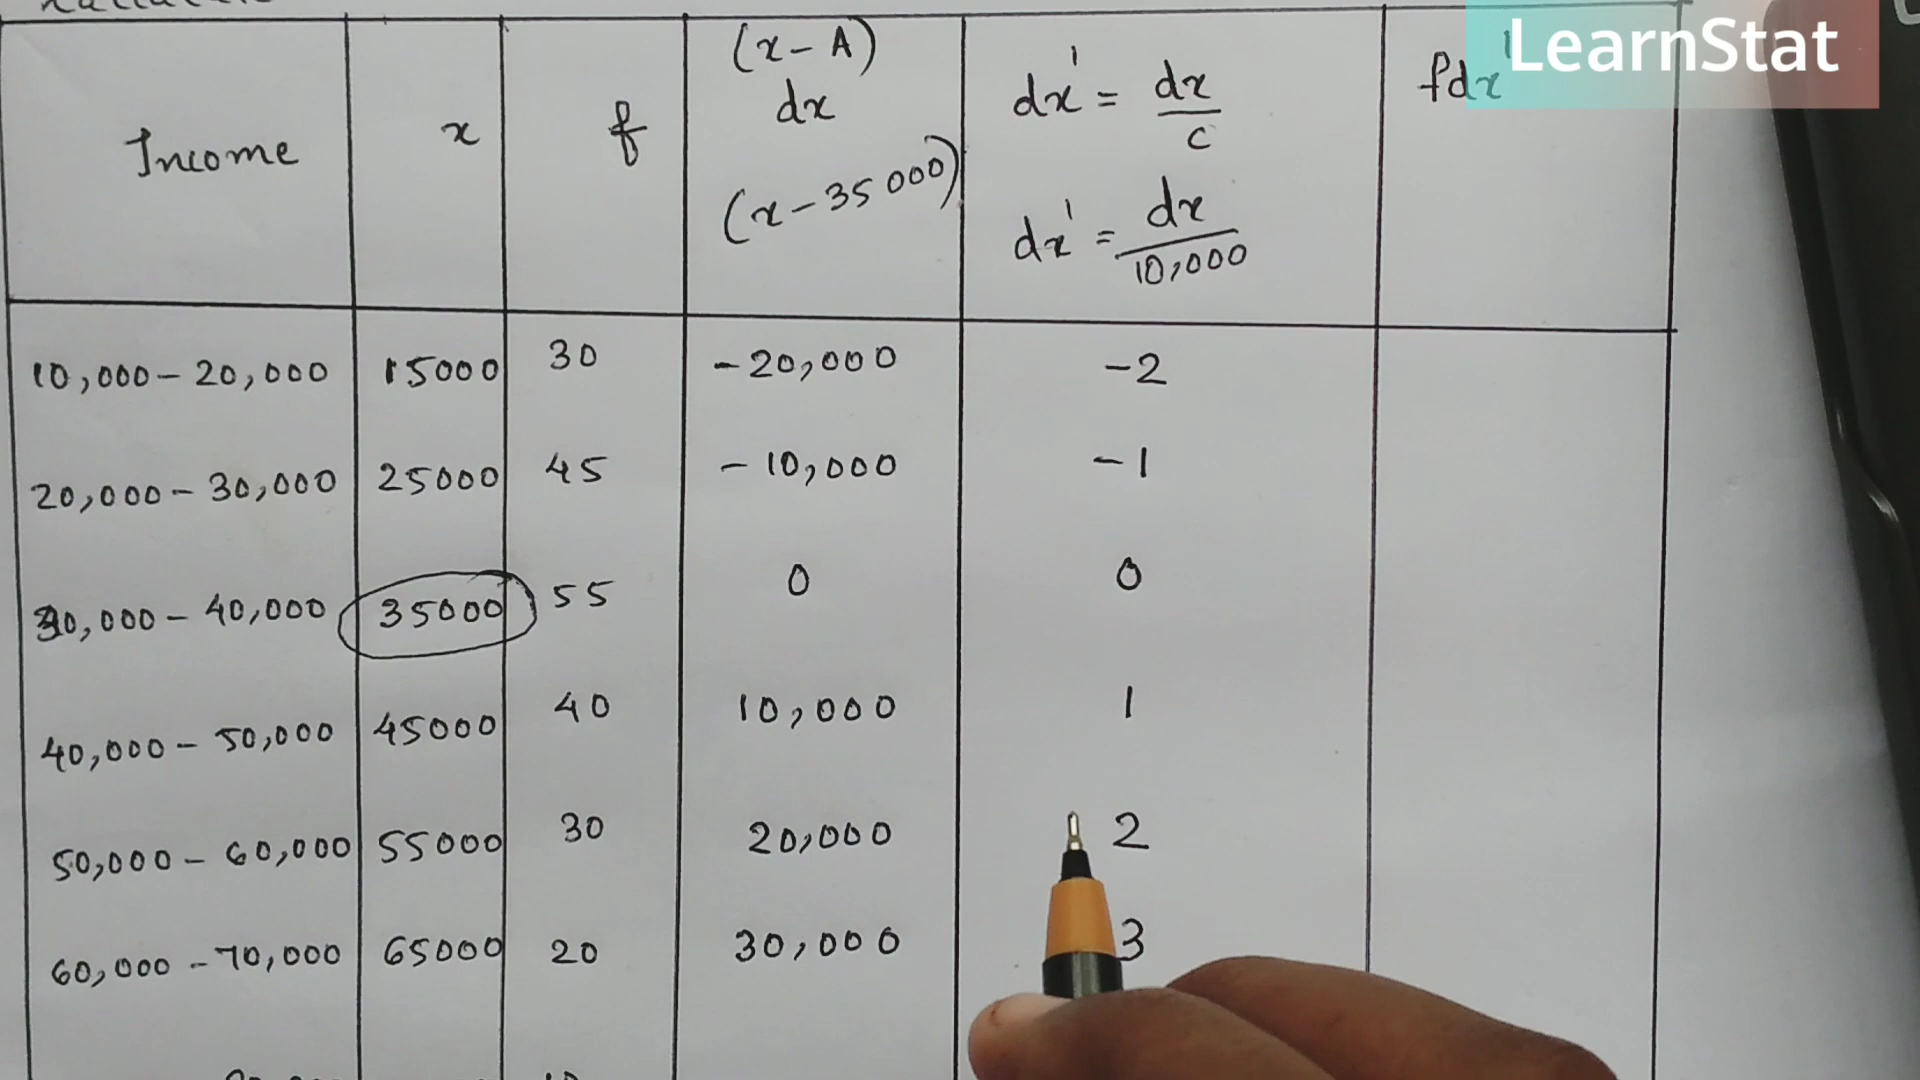 LearnStat
Income
x
f
(x-A)
dx
(x-35000)
dx' = dx/c
dx' = dx/10,000
fdx'
10,000-20,000 15000 30 -20,000 -2
20,000-30,000 25000 45 -10,000 -1
30,000-40,000 35000 55 0 0
40,000-50,000 45000 40 10,000 1
50,000-60,000 55000 30 20,000 2
60,000-70,000 65000 20 30,000 3